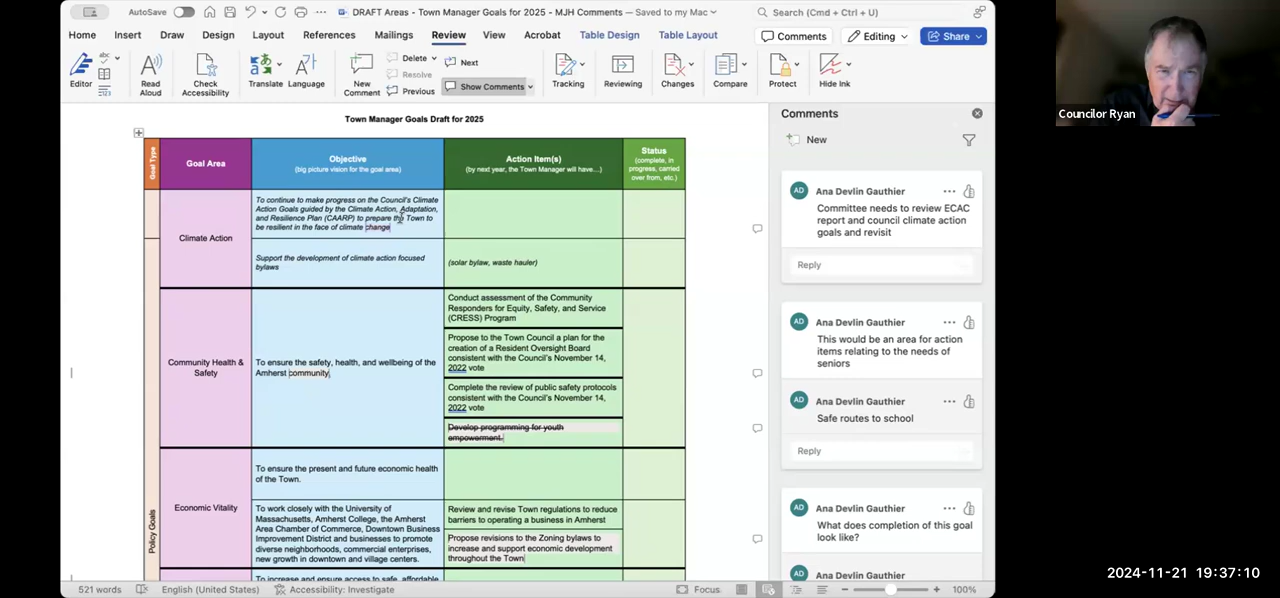 AutoSave
DRAFT Areas - Town Manager Goals for 2025 - MJH Comments — Saved to my Mac
Search (Cmd + Ctrl + U)
Home Insert Draw Design Layout References Mailings Review View Acrobat Table Design Table Layout
Comments Editing Share
Editor
Read Aloud
Check Accessibility
Translate
Language
New Comment
Delete
Resolve
Previous
Next
Show Comments
Tracking
Reviewing
Changes
Compare
Protect
Hide Ink
Town Manager Goals Draft for 2025
Goal Type
Goal Area
Objective
(big picture vision for the goal area)
Action Item(s)
(by next year, the Town Manager will have...)
Status
(complete, in
progress, carried
over from, etc.)
Climate Action
To continue to make progress on the Council's Climate
Action Goals guided by the Climate Action, Adaptation,
and Resilience Plan (CAARP) to prepare the Town to
be resilient in the face of climate change
Support the development of climate action focused
bylaws
(solar bylaw, waste hauler)
Community Health &
Safety
To ensure the safety, health, and wellbeing of the
Amherst community,
Conduct assessment of the Community
Responders for Equity, Safety, and Service
(CRESS) Program
Propose to the Town Council a plan for the
creation of a Resident Oversight Board
consistent with the Council's November 14,
2022 vote
Complete the review of public safety protocols
consistent with the Council's November 14,
2022 vote
Develop programming for youth
empowerment.
Policy Goals
Economic Vitality
To ensure the present and future economic health
of the Town.
To work closely with the University of
Massachusetts, Amherst College, the Amherst
Area Chamber of Commerce, Downtown Business
Improvement District and businesses to promote
diverse neighborhoods, commercial enterprises,
new growth in downtown and village centers.
Review and revise Town regulations to reduce
barriers to operating a business in Amherst
Propose revisions to the Zoning bylaws to
increase and support economic development
throughout the Town
To increase and ensure access to safe, affordable
Comments
New
AD Ana Devlin Gauthier
Committee needs to review ECAC
report and council climate action
goals and revisit
Reply
AD Ana Devlin Gauthier
This would be an area for action
items relating to the needs of
seniors
AD Ana Devlin Gauthier
Safe routes to school
Reply
AD Ana Devlin Gauthier
What does completion of this goal
look like?
AD Ana Devlin Gauthier
521 words English (United States) Accessibility: Investigate Focus 100%
Councilor Ryan
2024-11-21 19:37:10